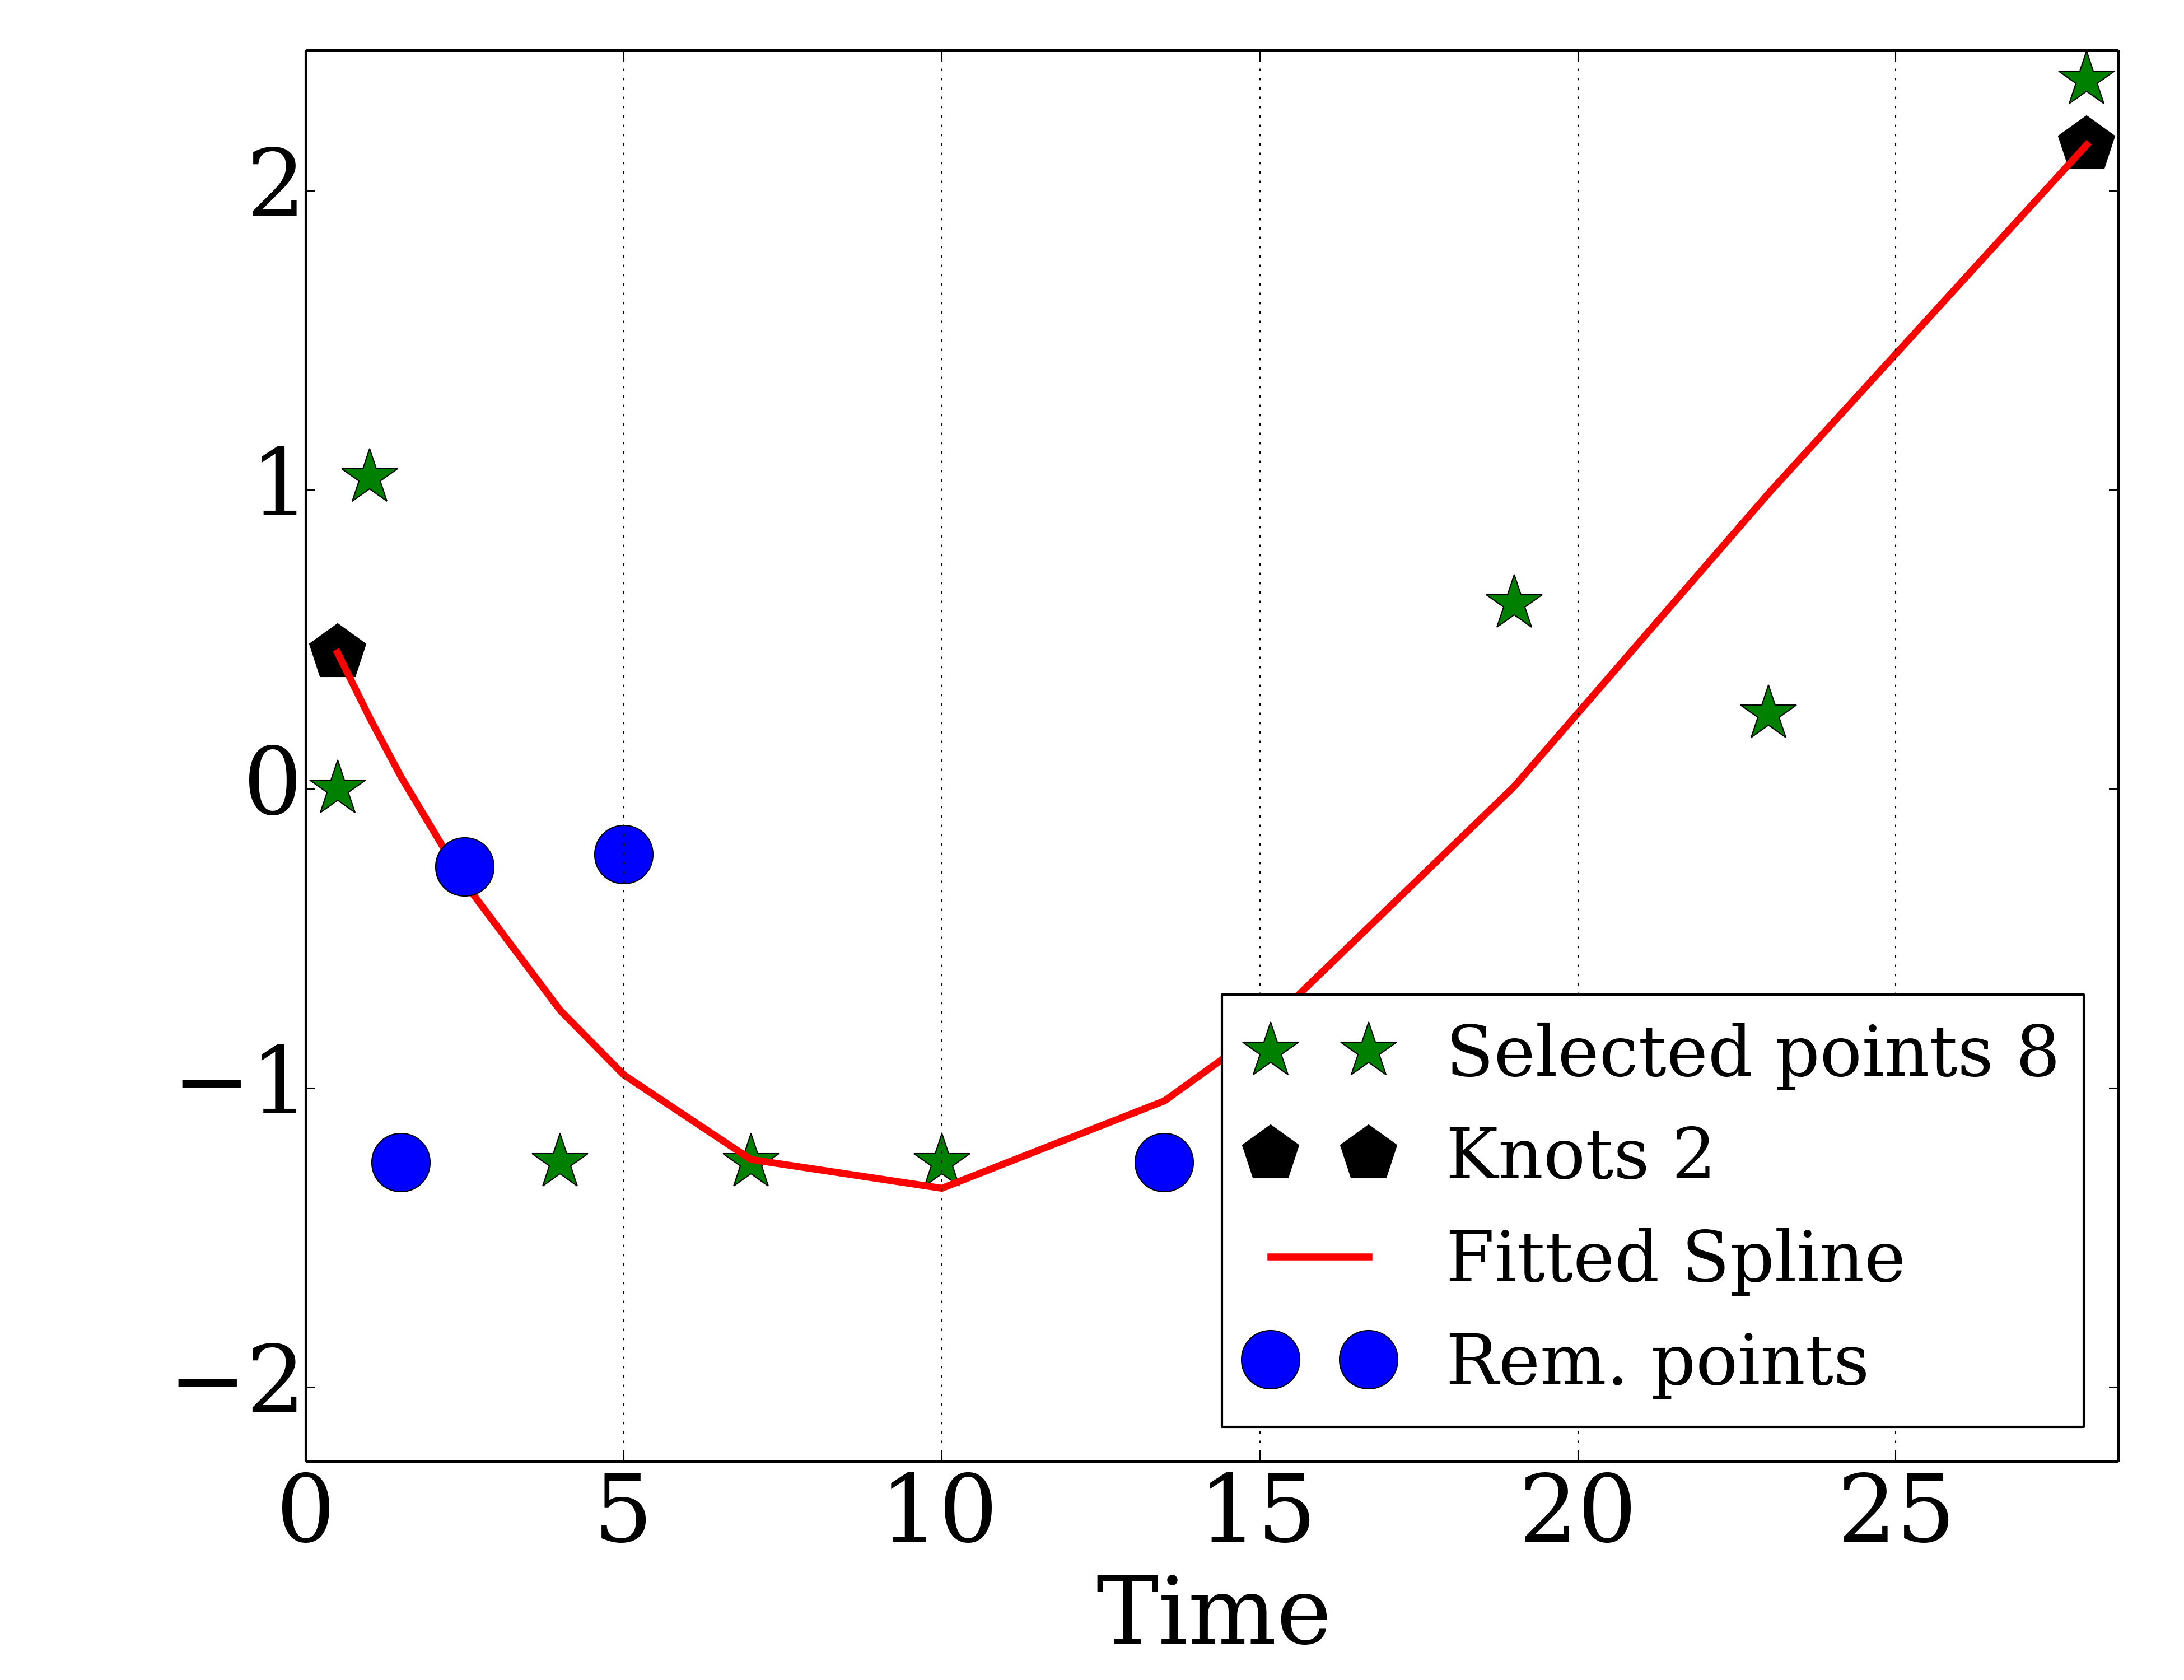 2
1
0
−1
−2
0 5 10 15 20 25
Time
Selected points 8
Knots 2
Fitted Spline
Rem. points